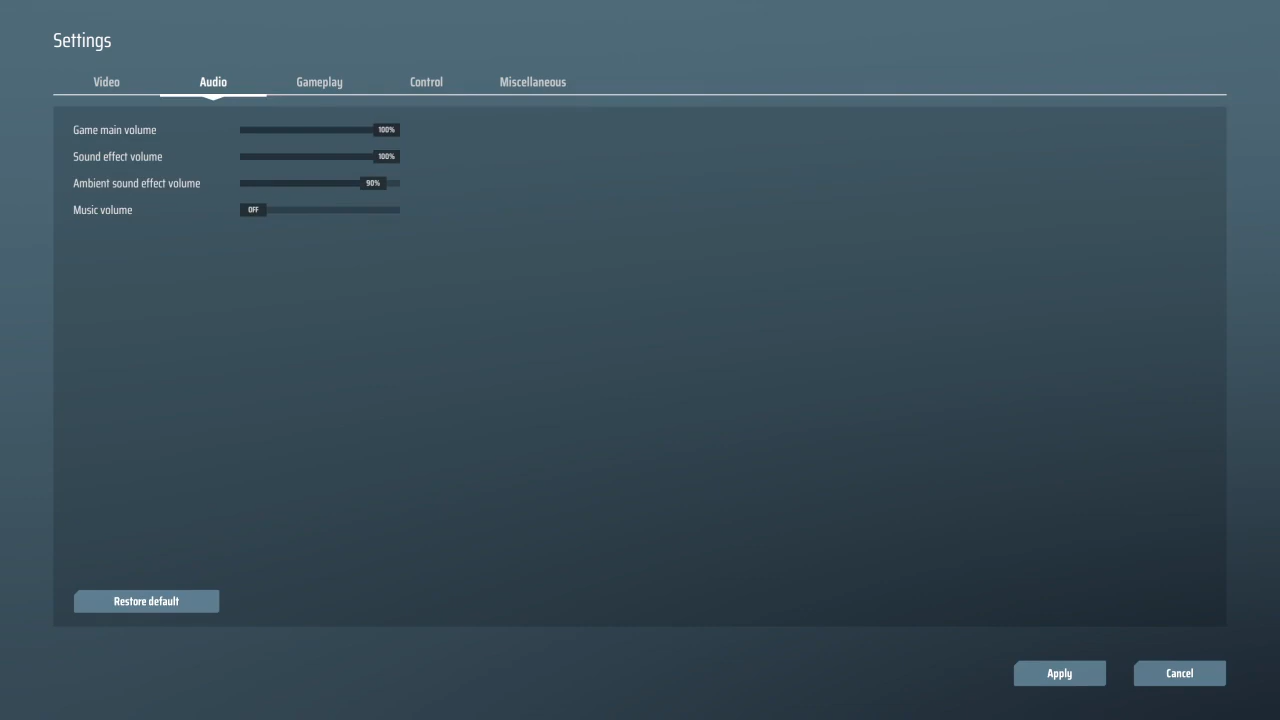 Settings
Video Audio Gameplay Control Miscellaneous
Game main volume 100%
Sound effect volume 100%
Ambient sound effect volume 90%
Music volume OFF
Restore default
Apply Cancel